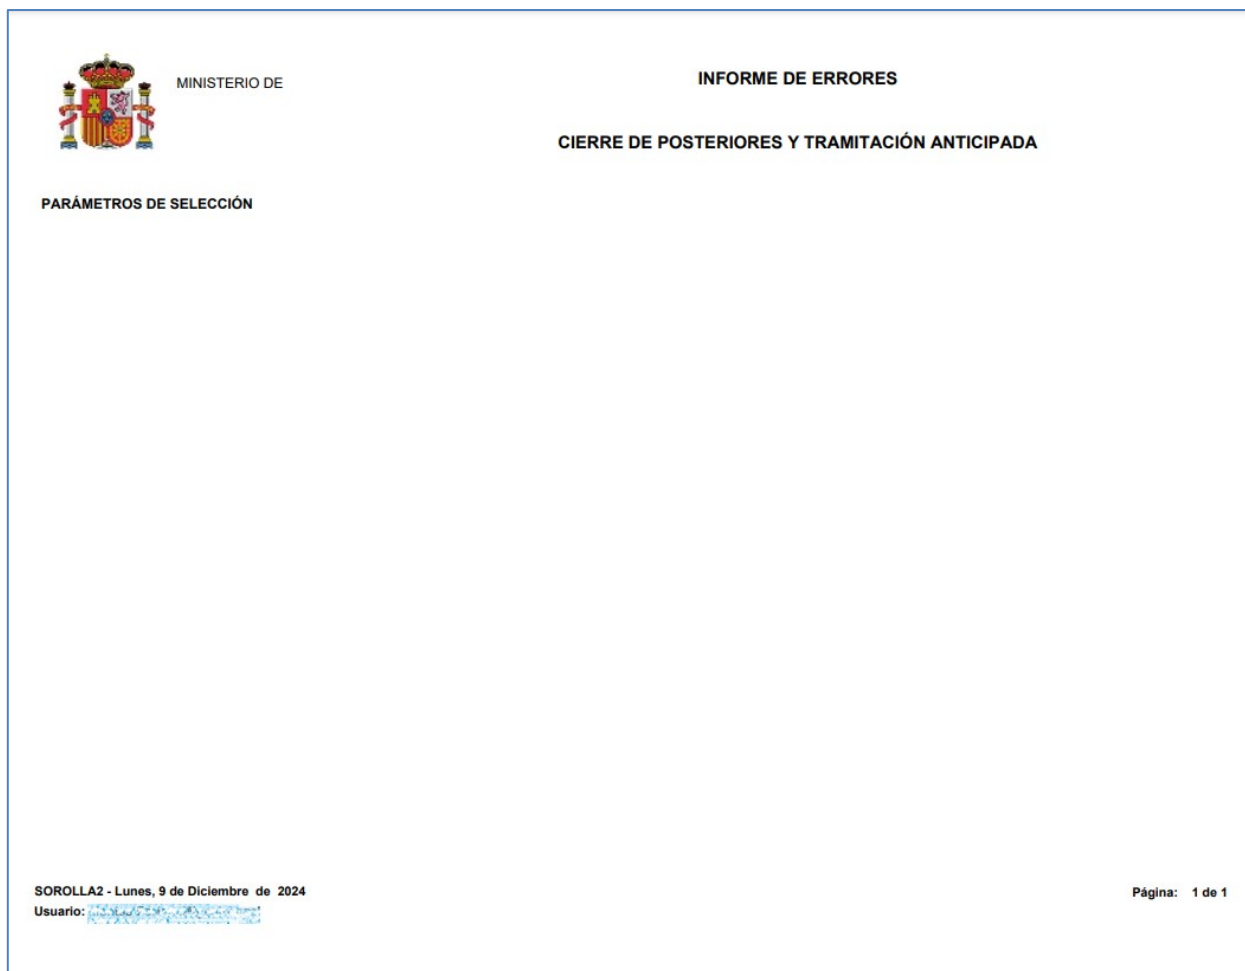 MINISTERIO DE
INFORME DE ERRORES
CIERRE DE POSTERIORES Y TRAMITACIÓN ANTICIPADA
PARÁMETROS DE SELECCIÓN
SOROLLA2 - Lunes, 9 de Diciembre de 2024
Página: 1 de 1
Usuario: